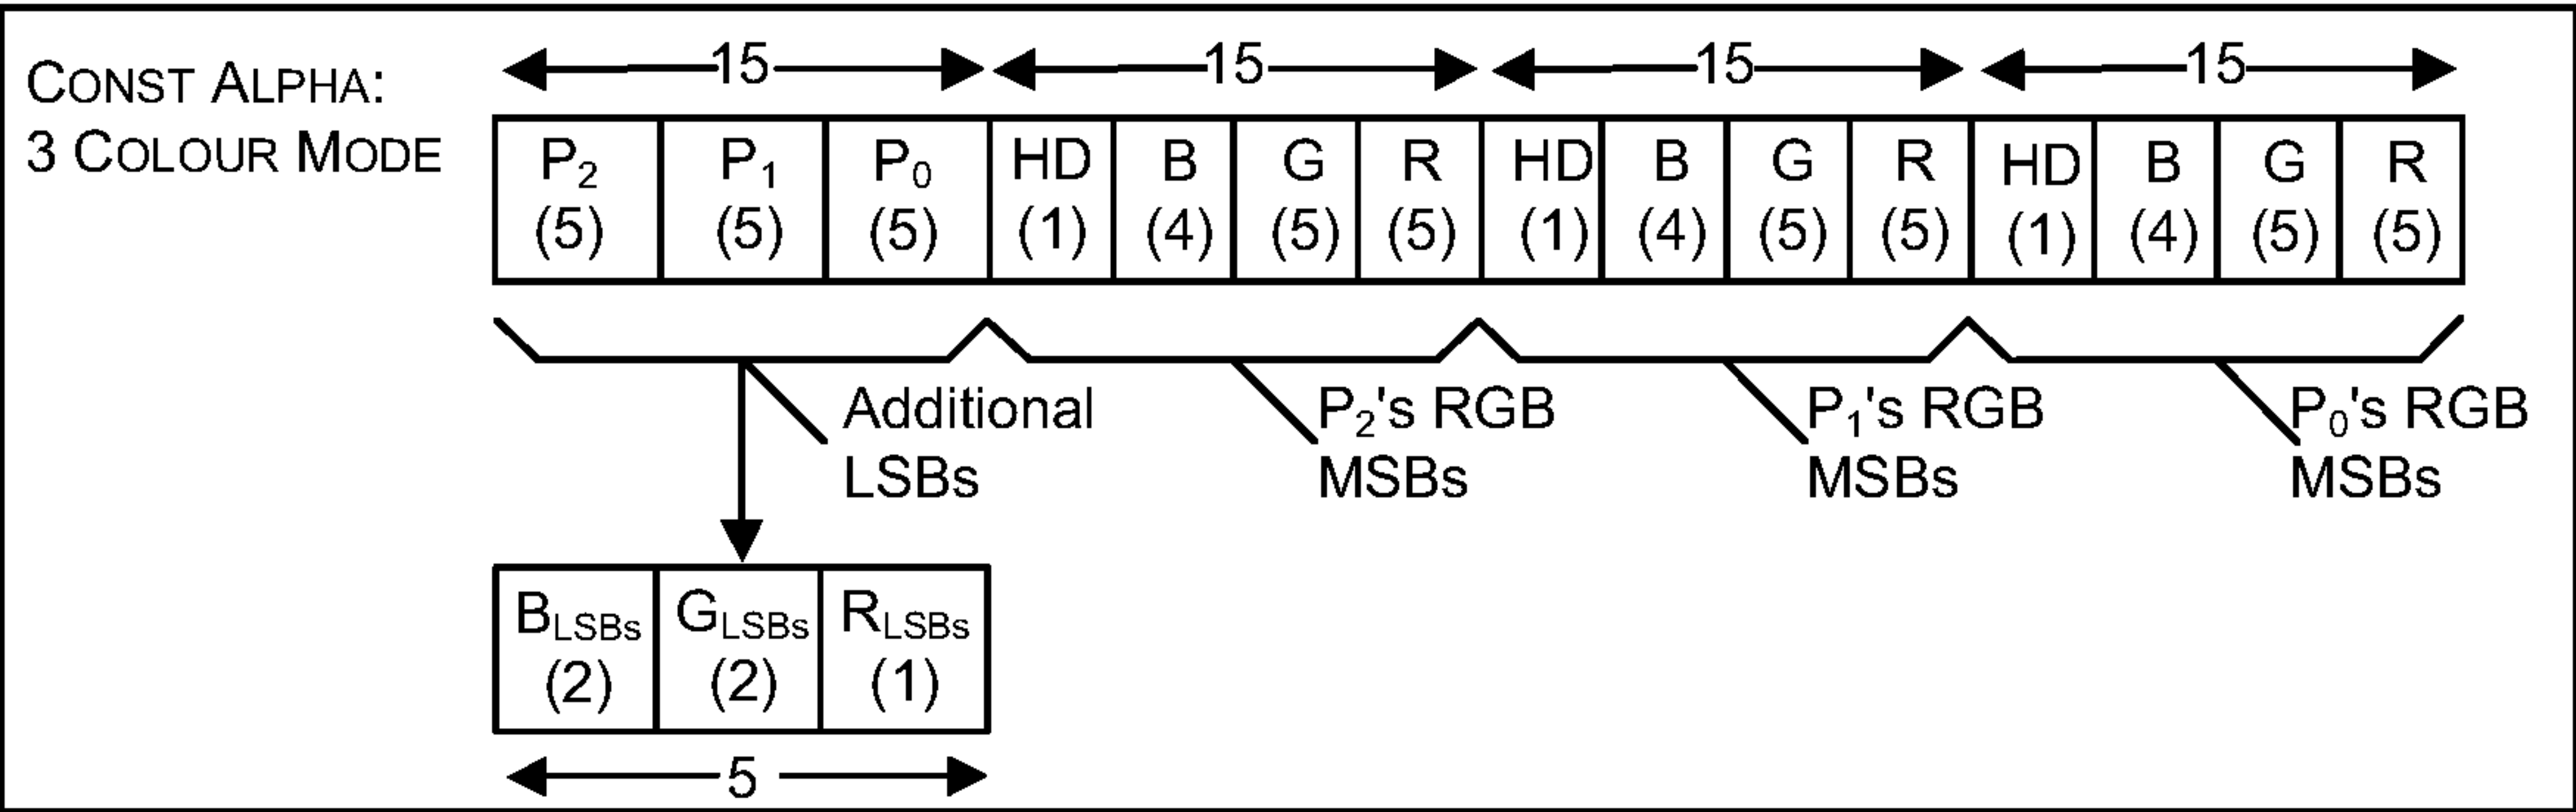 CONST ALPHA:
3 COLOUR MODE
15 15 15 15
P2 P1 P0 HD B G R HD B G R HD B G R
(5) (5) (5) (1) (4) (5) (5) (1) (4) (5) (5) (1) (4) (5) (5)
Additional
LSBs
P2's RGB
MSBs
P1's RGB
MSBs
P0's RGB
MSBs
BLSBs GLSBs RLSBs
(2) (2) (1)
5